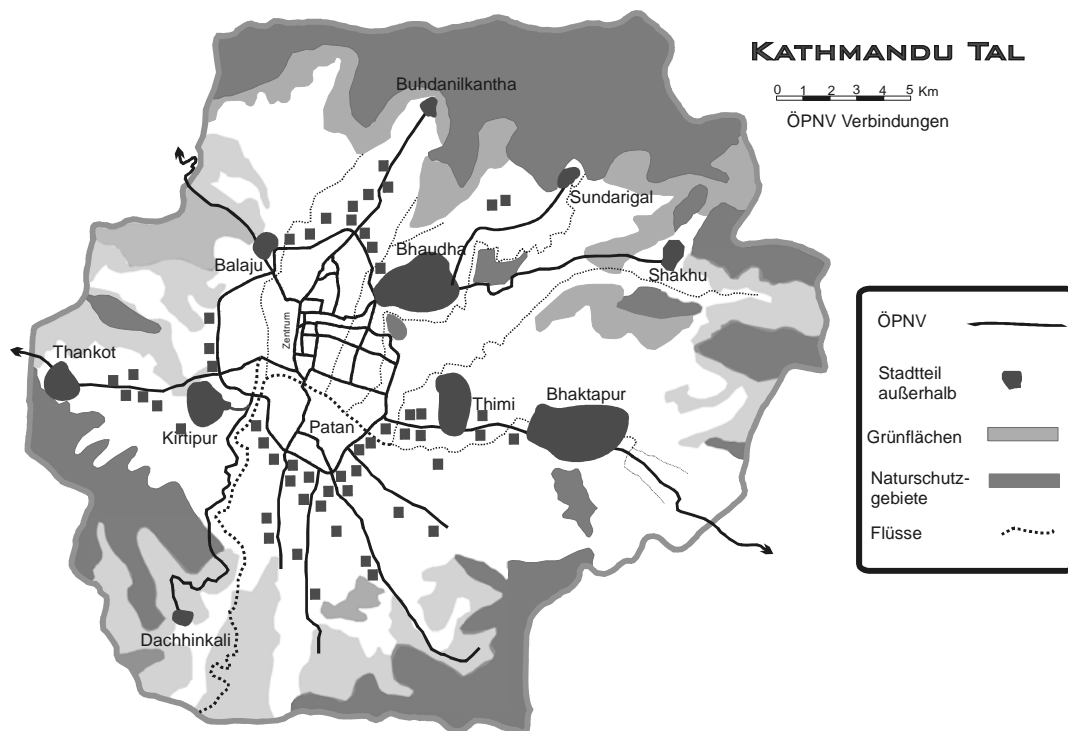 KATHMANDU TAL
0 1 2 3 4 5 Km
ÖPNV Verbindungen
Buhdanilkantha
Sundarigal
Bhaudha
Balaju
Shakhu
Zentrum
Thankot
Thimi
Bhaktapur
Kirtipur
Patan
Dachhinkali
ÖPNV
Stadtteil
außerhalb
Grünflächen
Naturschutz-
gebiete
Flüsse